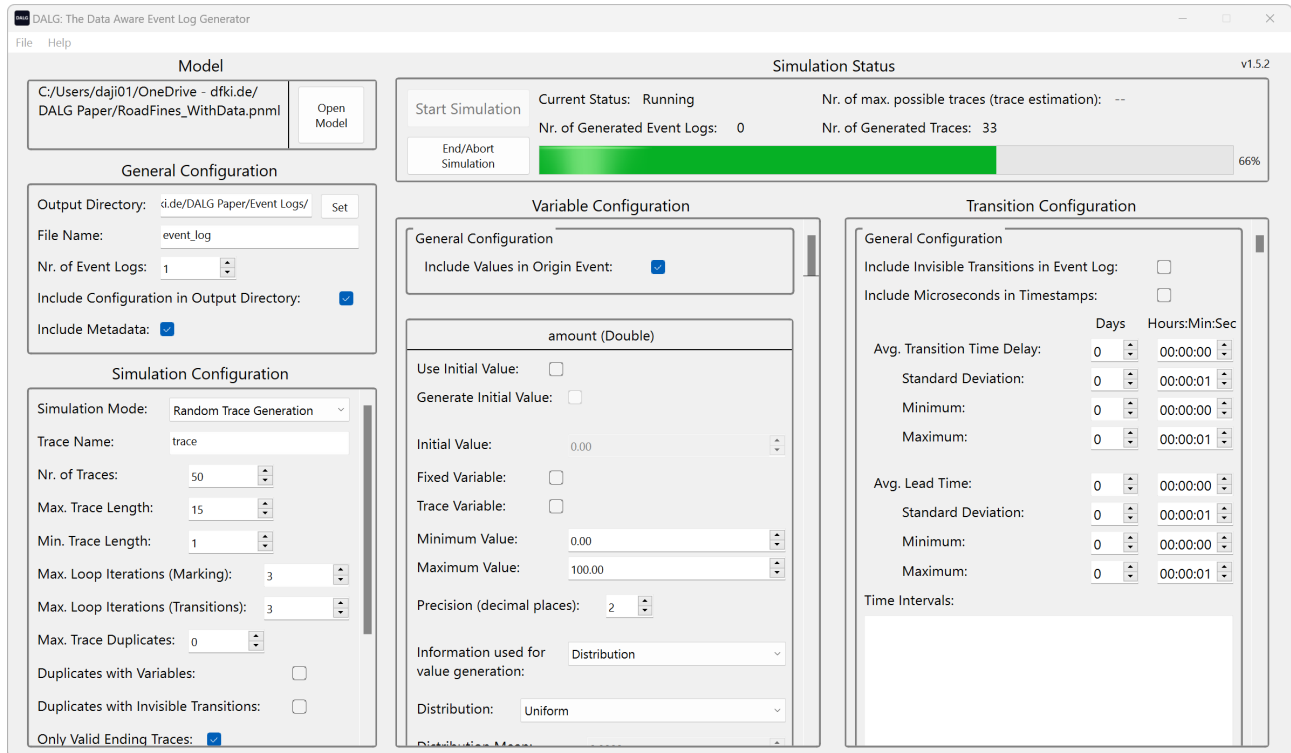 DALG: The Data Aware Event Log Generator
File Help
Model
C:/Users/daji01/OneDrive - dfki.de/
DALG Paper/RoadFines_WithData.pnml
Open
Model
General Configuration
Output Directory: ki.de/DALG Paper/Event Logs/ Set
File Name: event_log
Nr. of Event Logs: 1
Include Configuration in Output Directory:
Include Metadata:
Simulation Configuration
Simulation Mode: Random Trace Generation
Trace Name: trace
Nr. of Traces: 50
Max. Trace Length: 15
Min. Trace Length: 1
Max. Loop Iterations (Marking): 3
Max. Loop Iterations (Transitions): 3
Max. Trace Duplicates: 0
Duplicates with Variables:
Duplicates with Invisible Transitions:
Only Valid Ending Traces:
Simulation Status
v1.5.2
Start Simulation
Current Status: Running
Nr. of max. possible traces (trace estimation): --
Nr. of Generated Event Logs: 0
Nr. of Generated Traces: 33
End/Abort
Simulation
66%
Variable Configuration
General Configuration
Include Values in Origin Event:
amount (Double)
Use Initial Value:
Generate Initial Value:
Initial Value: 0.00
Fixed Variable:
Trace Variable:
Minimum Value: 0.00
Maximum Value: 100.00
Precision (decimal places): 2
Information used for
value generation:
Distribution
Distribution: Uniform
Distribution Mean:
Transition Configuration
General Configuration
Include Invisible Transitions in Event Log:
Include Microseconds in Timestamps:
Days Hours:Min:Sec
Avg. Transition Time Delay: 0 00:00:00
Standard Deviation: 0 00:00:01
Minimum: 0 00:00:00
Maximum: 0 00:00:01
Avg. Lead Time: 0 00:00:00
Standard Deviation: 0 00:00:01
Minimum: 0 00:00:00
Maximum: 0 00:00:01
Time Intervals: